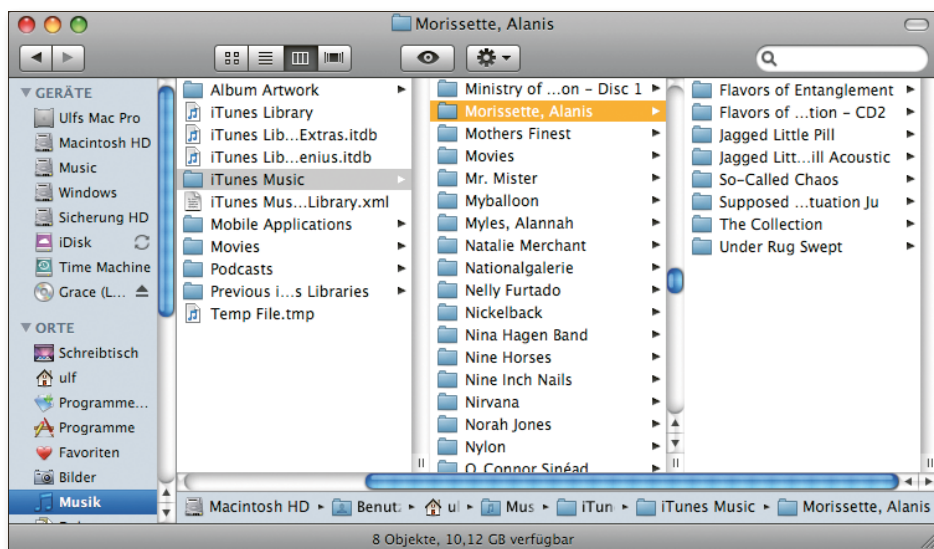 Morissette, Alanis
GERÄTE
Ulfs Mac Pro
Macintosh HD
Music
Windows
Sicherung HD
iDisk
Time Machine
Grace (L...
ORTE
Schreibtisch
ulf
Programme...
Programme
Favoriten
Bilder
Musik
Album Artwork
iTunes Library
iTunes Lib...Extras.itdb
iTunes Lib...enius.itdb
iTunes Music
iTunes Mus...Library.xml
Mobile Applications
Movies
Podcasts
Previous i...s Libraries
Temp File.tmp
Ministry of ...on – Disc 1
Morissette, Alanis
Mothers Finest
Movies
Mr. Mister
Myballoon
Myles, Alannah
Natalie Merchant
Nationalgalerie
Nelly Furtado
Nickelback
Nina Hagen Band
Nine Horses
Nine Inch Nails
Nirvana
Norah Jones
Nylon
O_Connor Sinéad
Flavors of Entanglement
Flavors of ...tion – CD2
Jagged Little Pill
Jagged Litt...ill Acoustic
So-Called Chaos
Supposed ...tuation Ju
The Collection
Under Rug Swept
Macintosh HD ▸ Benut ▸ ul ▸ Mus ▸ iTun ▸ iTunes Music ▸ Morissette, Alanis
8 Objekte, 10,12 GB verfügbar